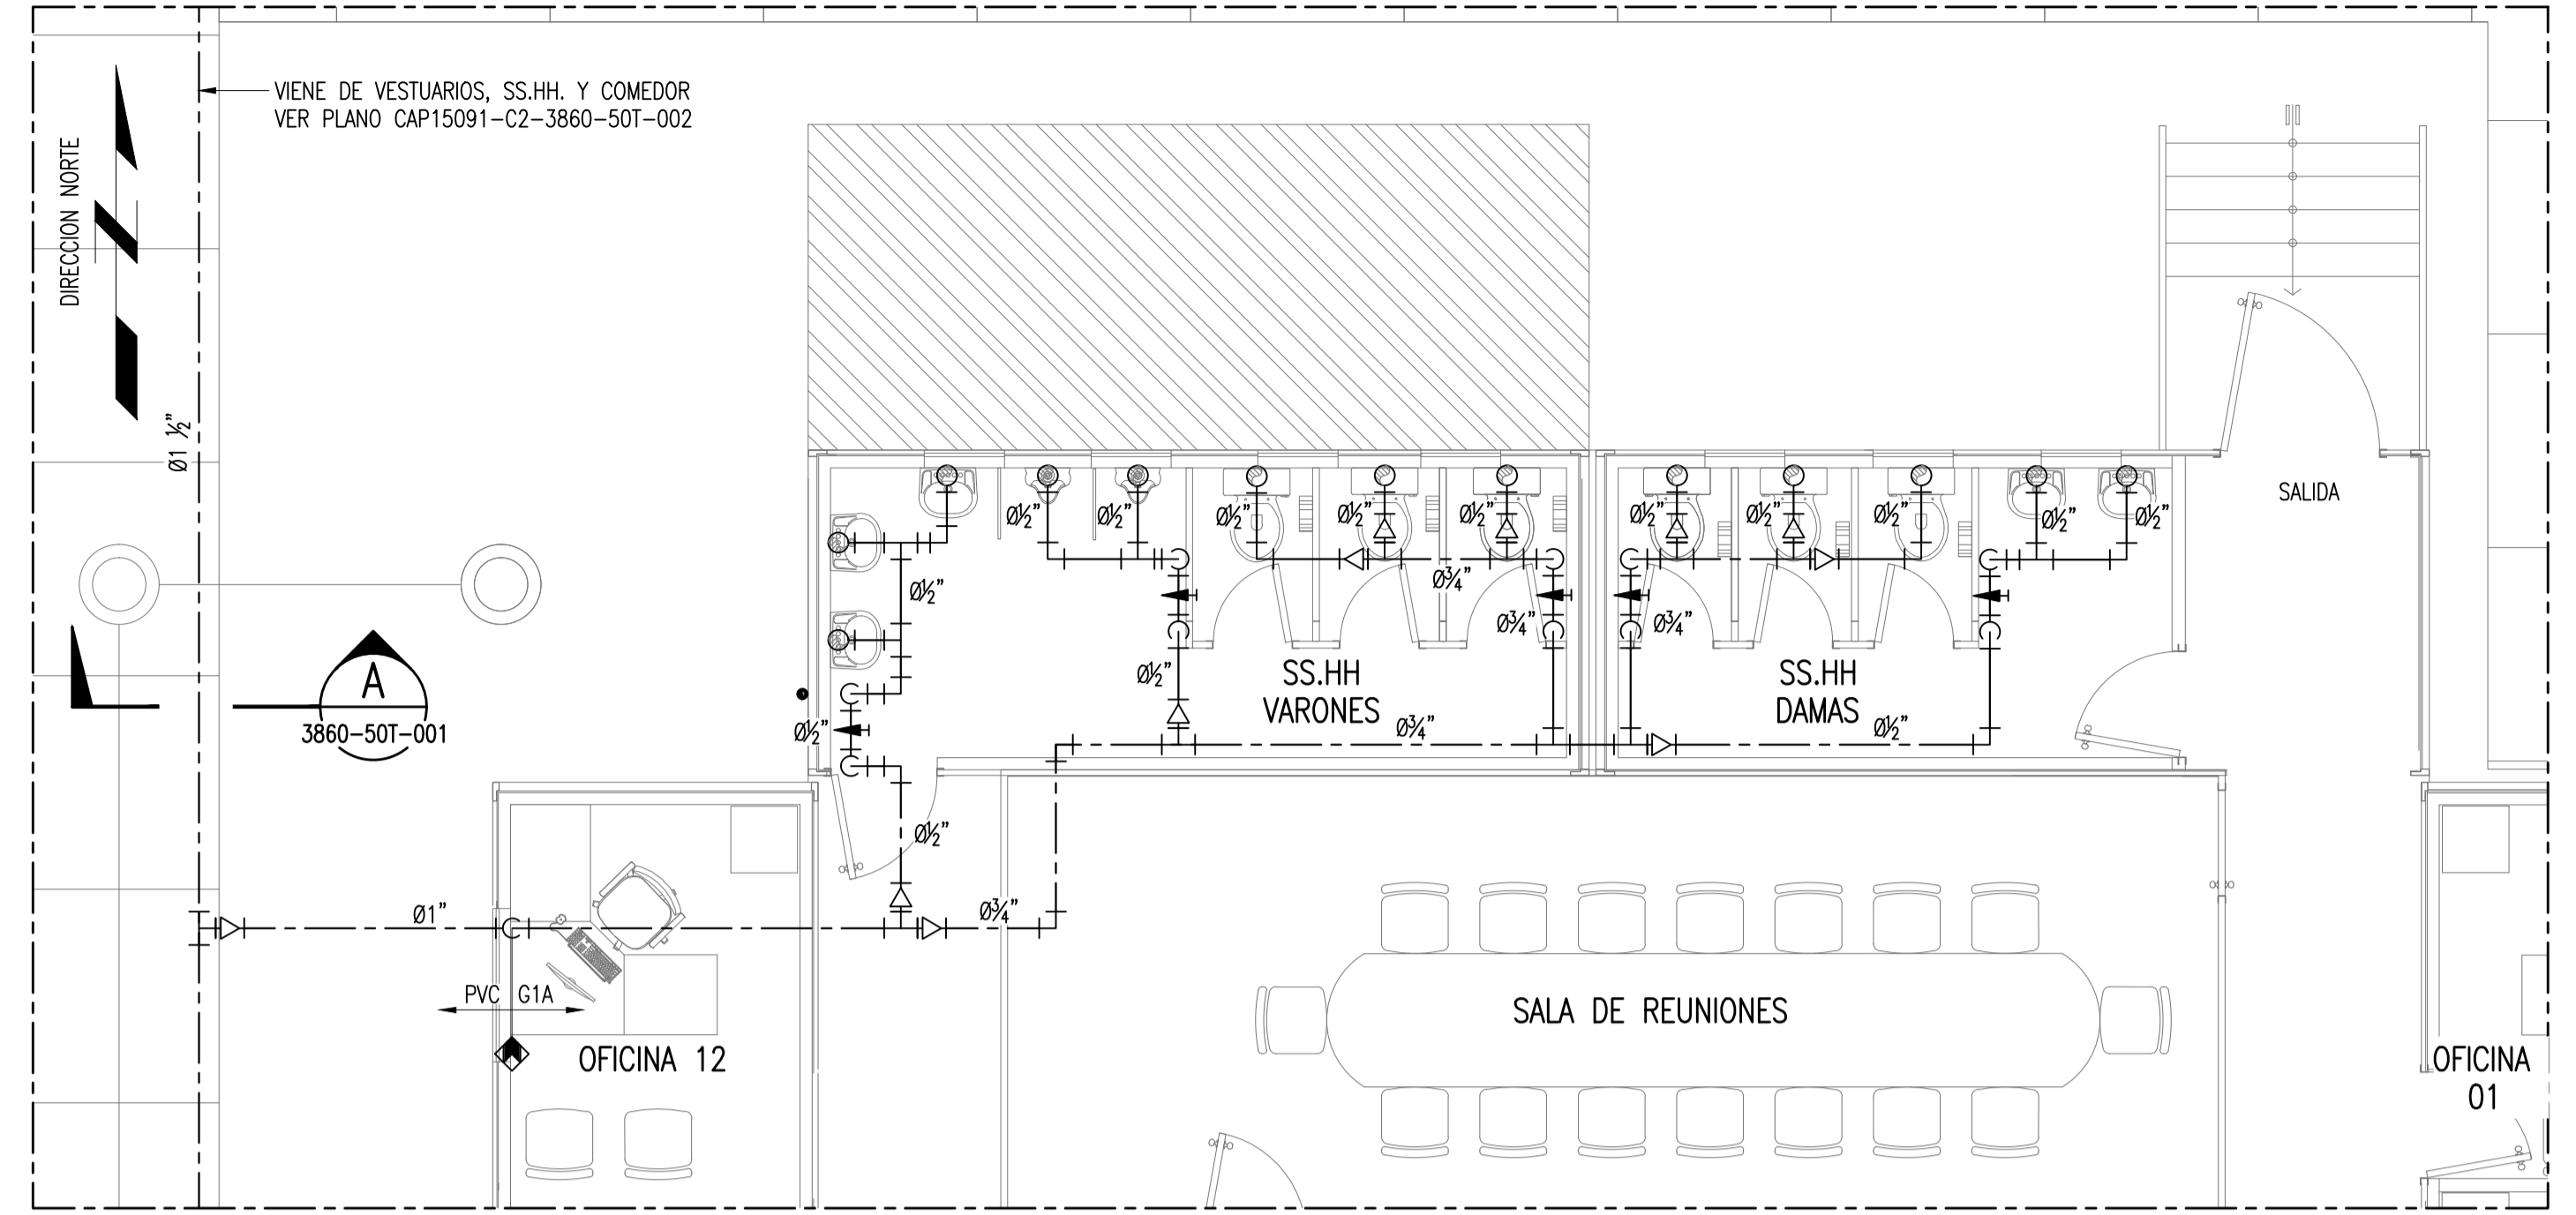 VIENE DE VESTUARIOS, SS.HH. Y COMEDOR
VER PLANO CAP15091-C2-3860-50T-002
DIRECCION NORTE
Ø1 ½"
SALIDA
Ø½"
Ø½"
Ø½"
Ø½"
Ø½"
Ø½"
Ø½"
Ø½"
Ø½"
Ø½"
Ø½"
Ø¾"
Ø¾"
Ø¾"
A
3860-50T-001
Ø½"
SS.HH
VARONES
SS.HH
DAMAS
Ø½"
Ø¾"
Ø½"
Ø½"
Ø1"
Ø¾"
PVC G1A
SALA DE REUNIONES
OFICINA 12
OFICINA
01